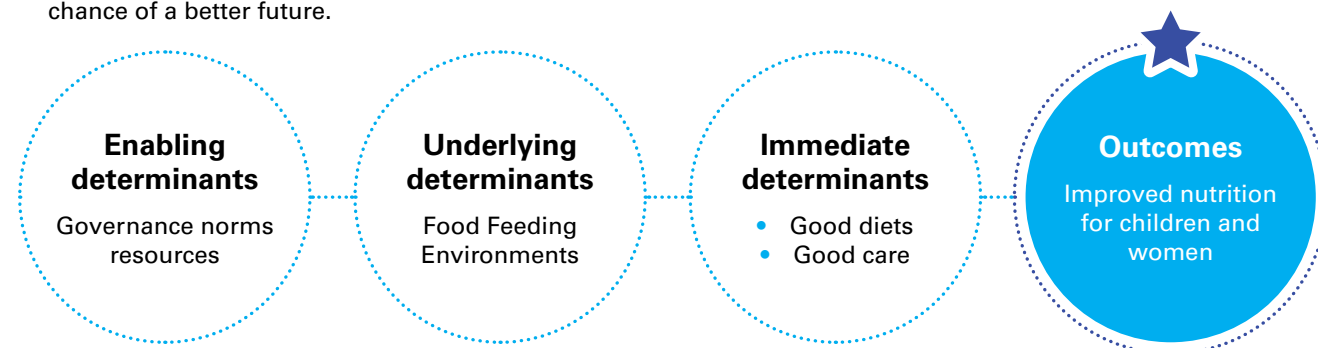 chance of a better future.
Enabling
determinants
Governance norms
resources
Underlying
determinants
Food Feeding
Environments
Immediate
determinants
• Good diets
• Good care
Outcomes
Improved nutrition
for children and
women